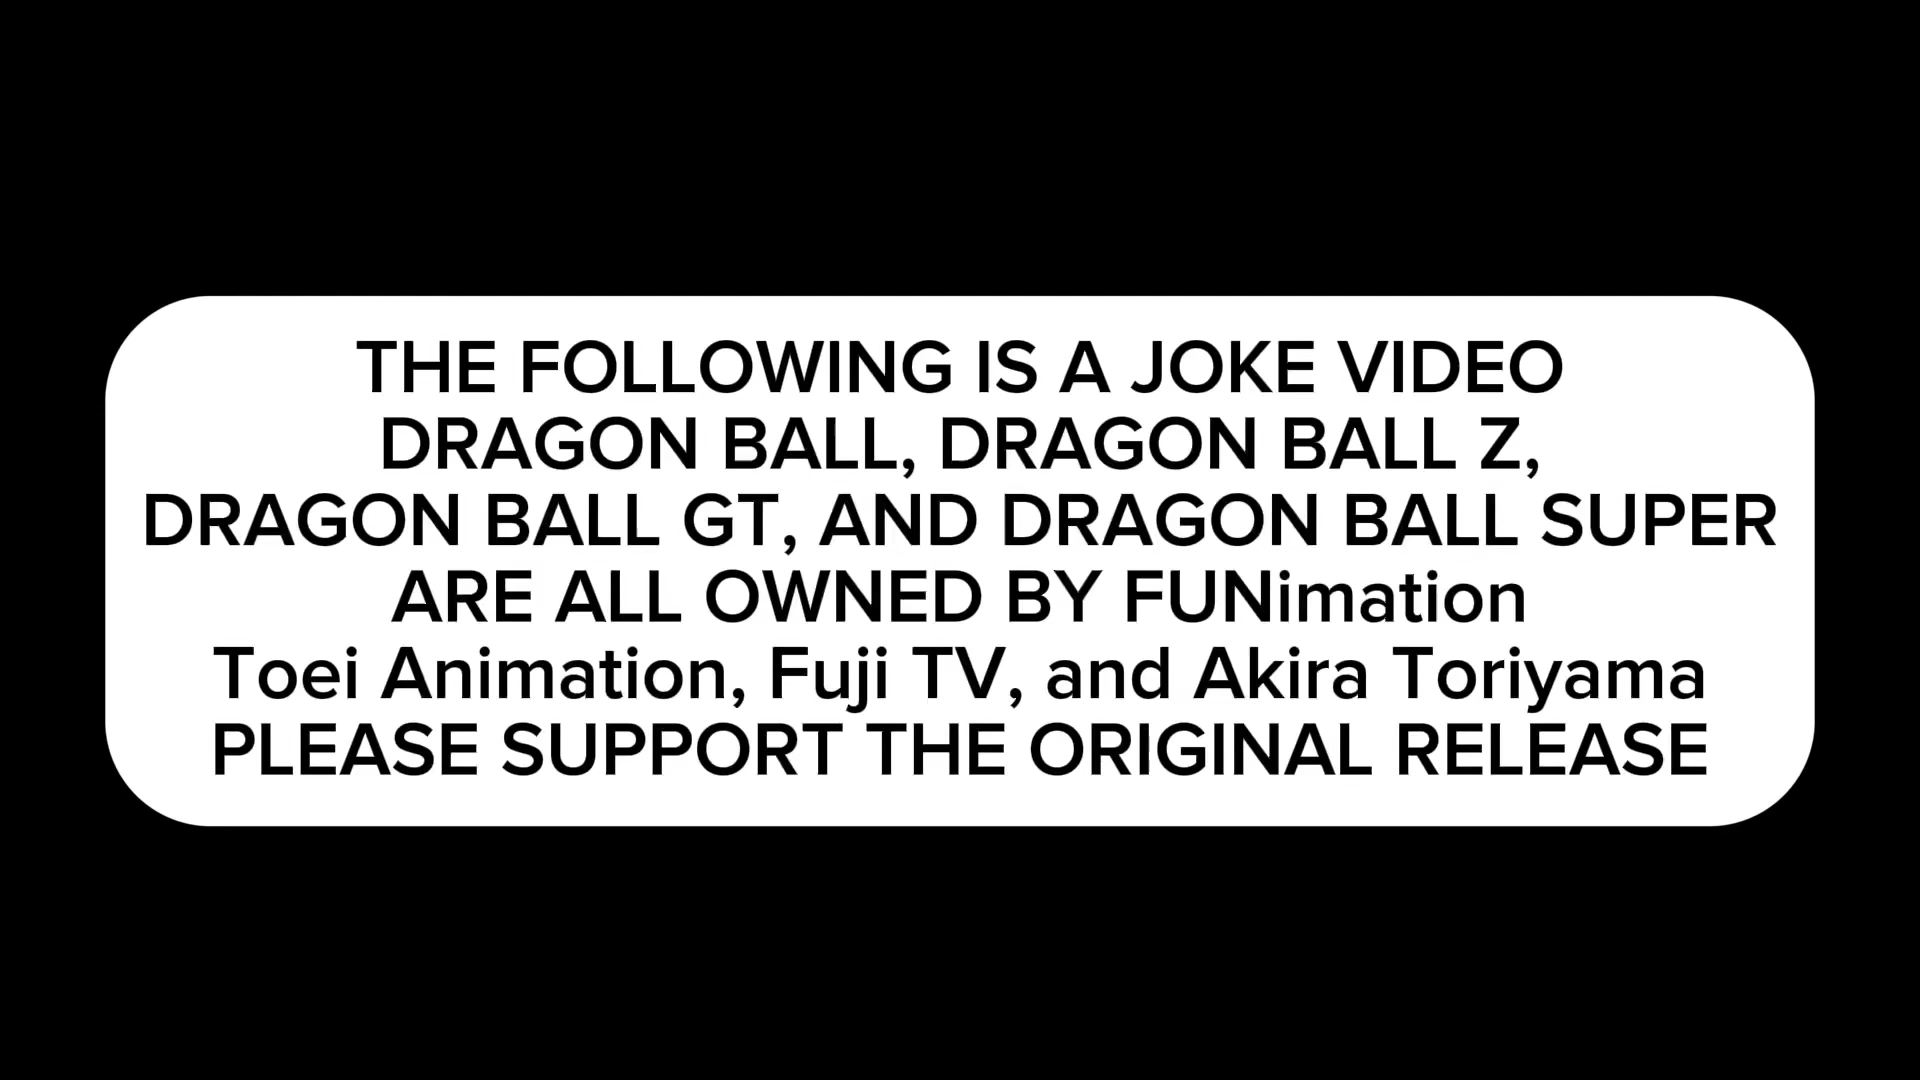 THE FOLLOWING IS A JOKE VIDEO
DRAGON BALL, DRAGON BALL Z,
DRAGON BALL GT, AND DRAGON BALL SUPER
ARE ALL OWNED BY FUNimation
Toei Animation, Fuji TV, and Akira Toriyama
PLEASE SUPPORT THE ORIGINAL RELEASE